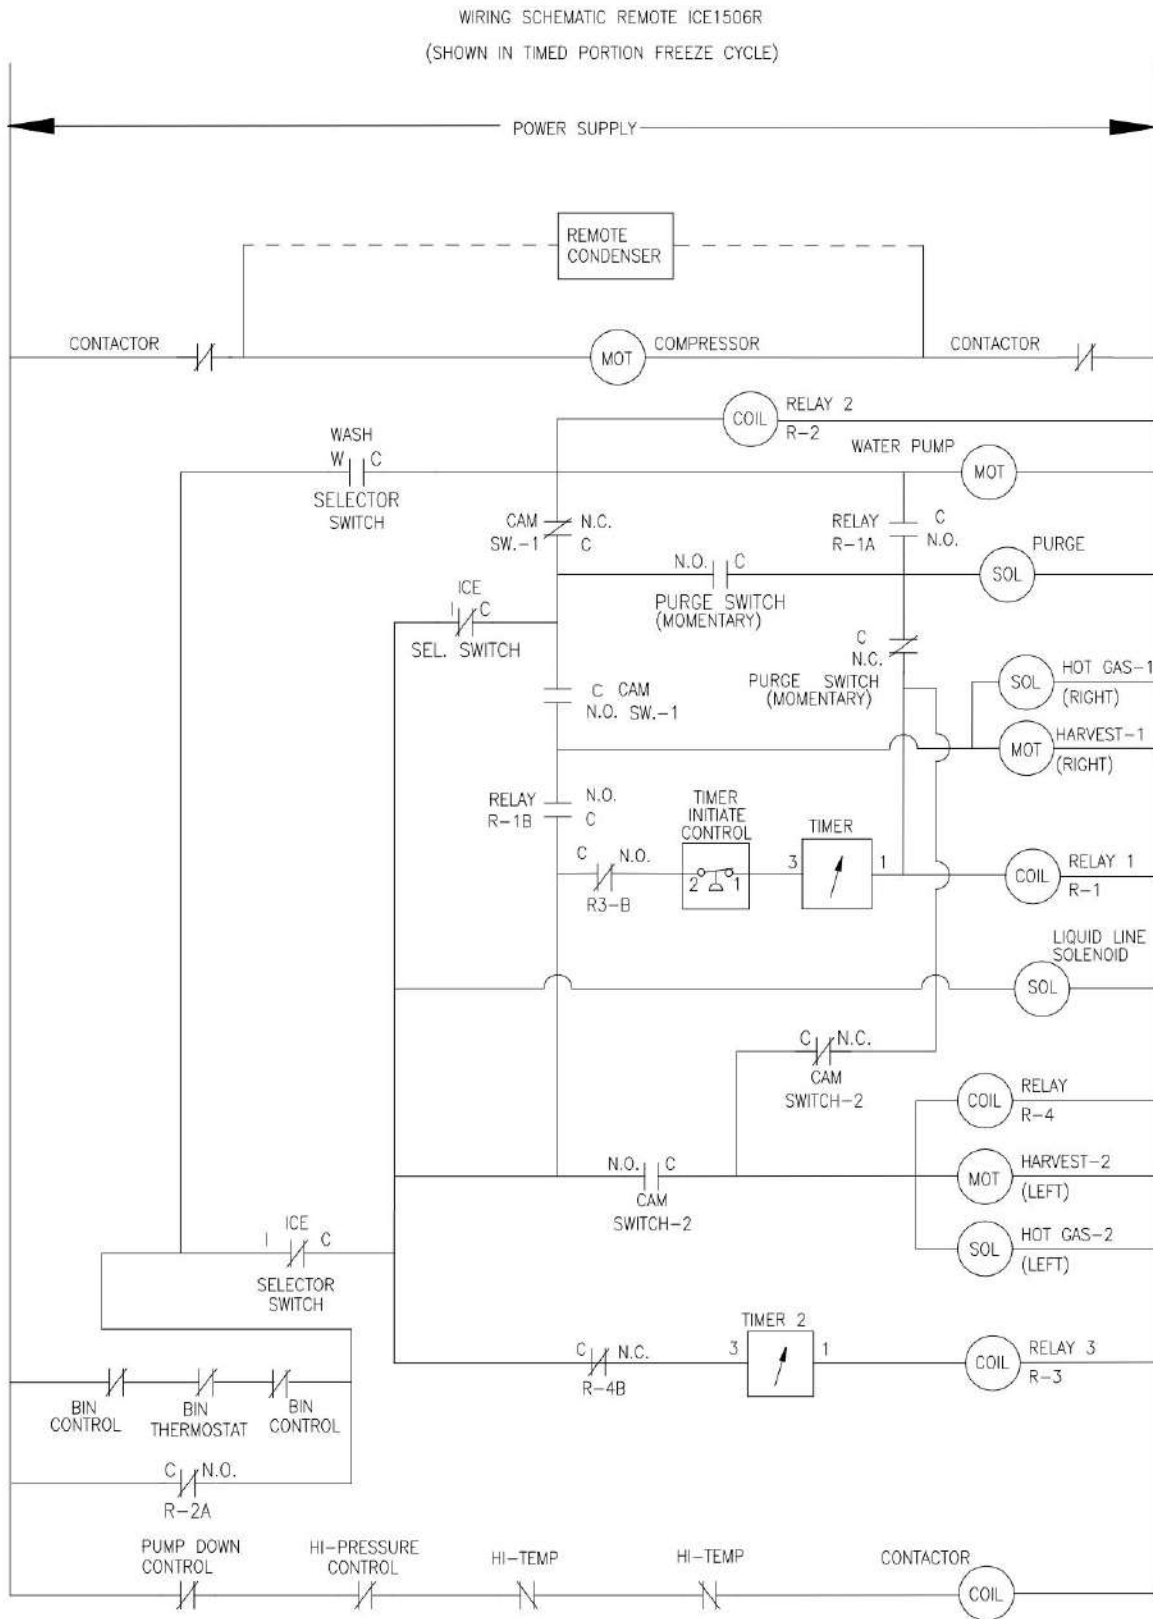 WIRING SCHEMATIC REMOTE ICE1506R
(SHOWN IN TIMED PORTION FREEZE CYCLE)
POWER SUPPLY
REMOTE
CONDENSER
CONTACTOR
MOT
COMPRESSOR
CONTACTOR
COIL
RELAY 2
R-2
WASH
W C
SELECTOR
SWITCH
WATER PUMP
MOT
CAM
SW.-1
N.C.
C
RELAY
R-1A
C
N.O.
N.O. C
PURGE SWITCH
(MOMENTARY)
PURGE
SOL
ICE
I C
SEL. SWITCH
C
N.C.
PURGE SWITCH
(MOMENTARY)
C CAM
N.O. SW.-1
SOL
HOT GAS-1
(RIGHT)
MOT
HARVEST-1
(RIGHT)
RELAY
R-1B
N.O.
C
TIMER
INITIATE
CONTROL
TIMER
C N.O.
R3-B
2 1
3 1
COIL
RELAY 1
R-1
LIQUID LINE
SOLENOID
SOL
C N.C.
CAM
SWITCH-2
COIL
RELAY
R-4
N.O. C
CAM
SWITCH-2
MOT
HARVEST-2
(LEFT)
ICE
I C
SELECTOR
SWITCH
SOL
HOT GAS-2
(LEFT)
TIMER 2
C N.C.
R-4B
3 1
COIL
RELAY 3
R-3
BIN
CONTROL
BIN
THERMOSTAT
BIN
CONTROL
C N.O.
R-2A
PUMP DOWN
CONTROL
HI-PRESSURE
CONTROL
HI-TEMP
HI-TEMP
CONTACTOR
COIL